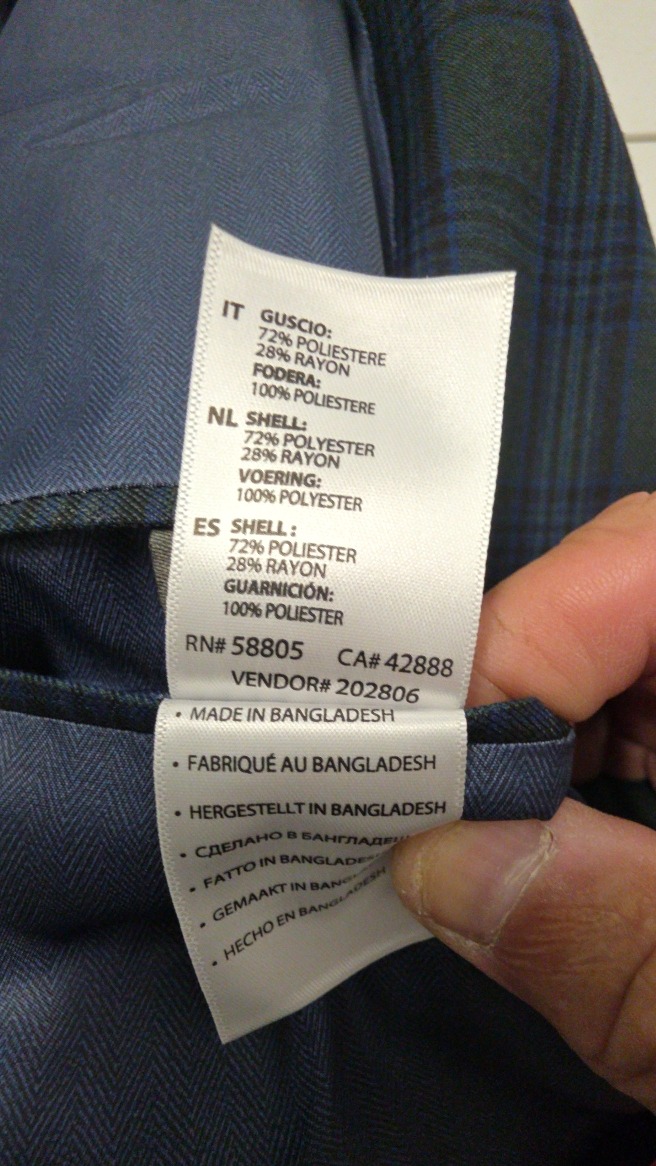 IT GUSCIO:
72% POLIESTERE
28% RAYON
FODERA:
100% POLIESTERE
NL SHELL:
72% POLYESTER
28% RAYON
VOERING:
100% POLYESTER
ES SHELL:
72% POLIESTER
28% RAYON
GUARNICIÓN:
100% POLIESTER
RN# 58805 CA# 42888
VENDOR# 202806
• MADE IN BANGLADESH
• FABRIQUÉ AU BANGLADESH
• HERGESTELLT IN BANGLADESH
• СДЕЛАНО В
• FATTO IN BANGLADESH
• GEMAAKT IN
• HECHO EN BANGLADESH